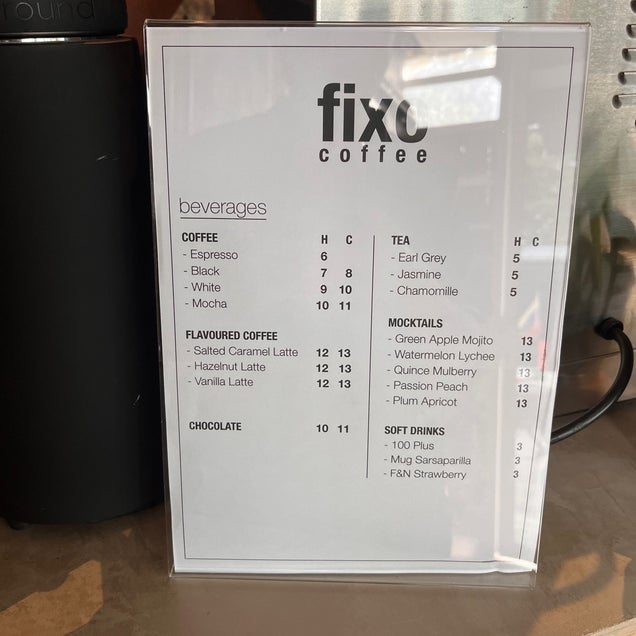 round
fixo
coffee
beverages
COFFEE H C
- Espresso 6
- Black 7 8
- White 9 10
- Mocha 10 11
FLAVOURED COFFEE
- Salted Caramel Latte 12 13
- Hazelnut Latte 12 13
- Vanilla Latte 12 13
CHOCOLATE 10 11
TEA H C
- Earl Grey 5
- Jasmine 5
- Chamomille 5
MOCKTAILS
- Green Apple Mojito 13
- Watermelon Lychee 13
- Quince Mulberry 13
- Passion Peach 13
- Plum Apricot 13
SOFT DRINKS
- 100 Plus 3
- Mug Sarsaparilla 3
- F&N Strawberry 3